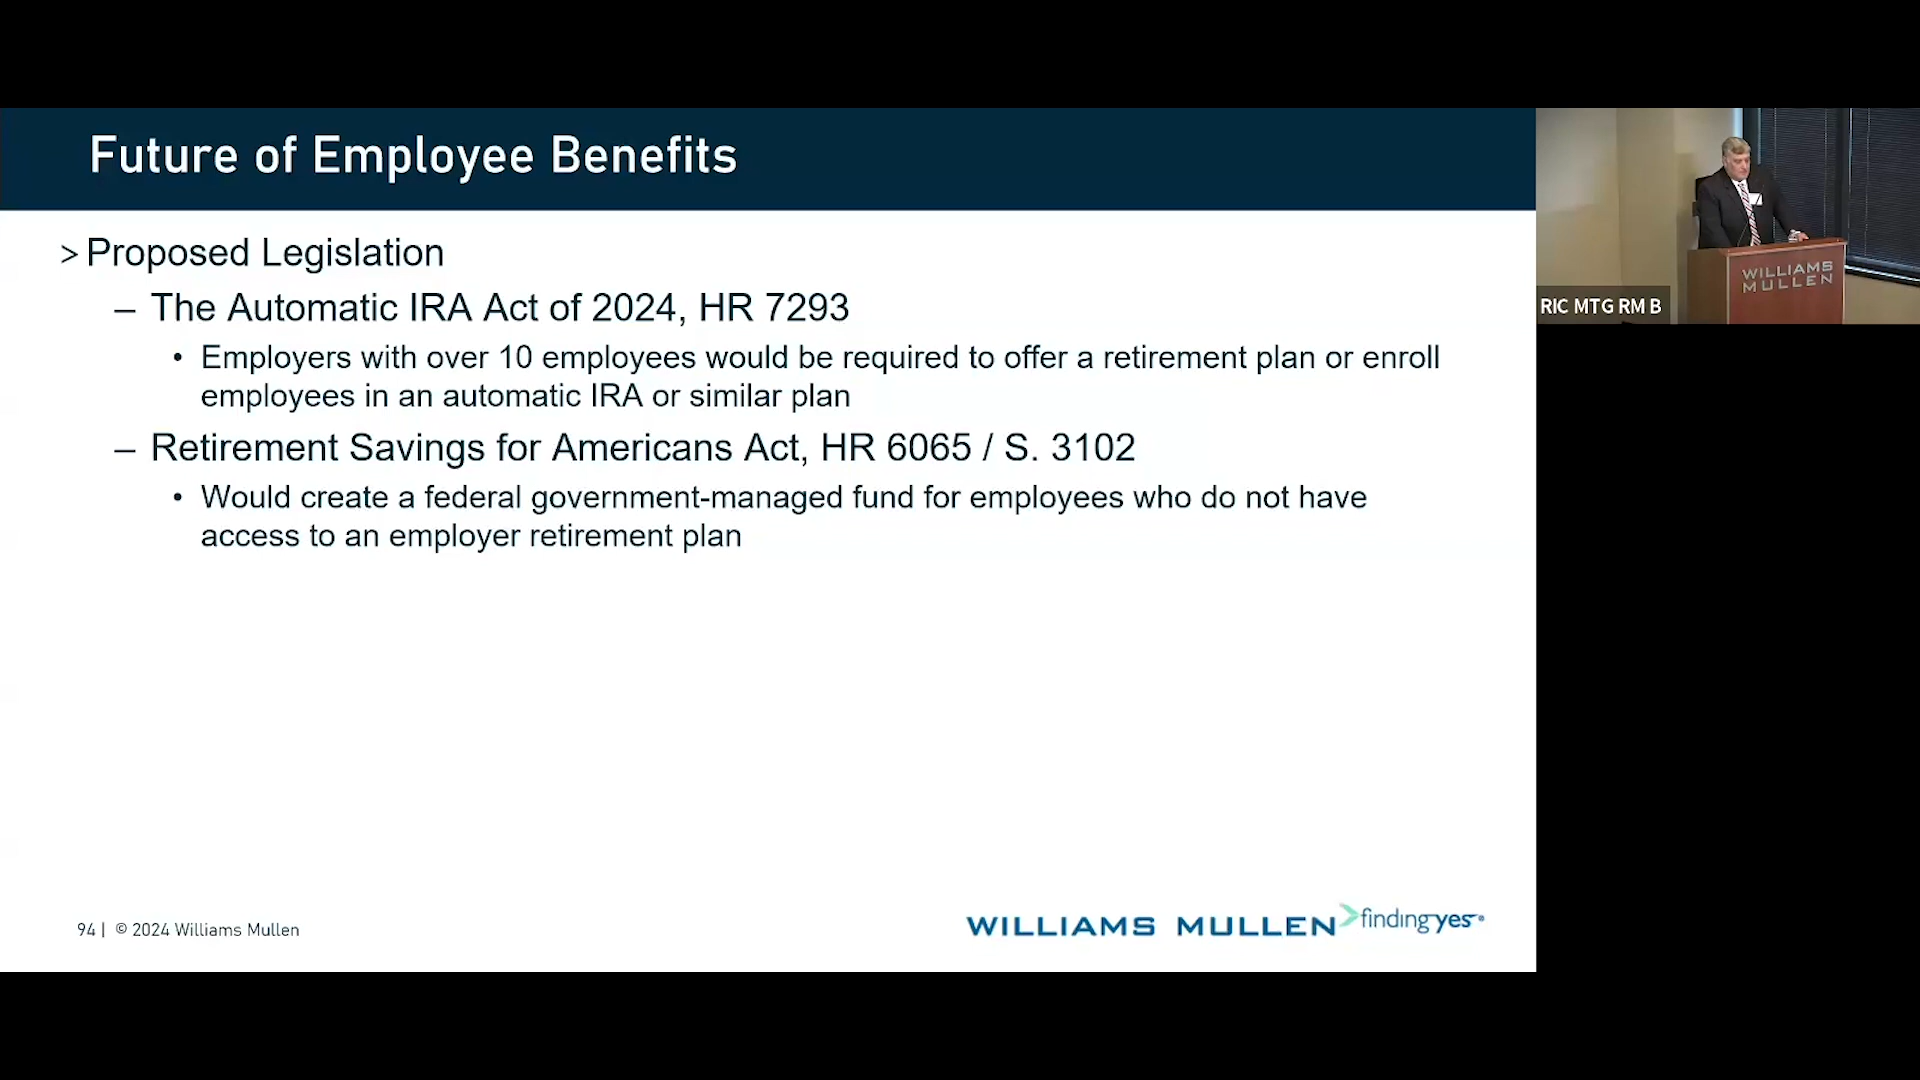 Future of Employee Benefits
> Proposed Legislation
– The Automatic IRA Act of 2024, HR 7293
• Employers with over 10 employees would be required to offer a retirement plan or enroll
employees in an automatic IRA or similar plan
– Retirement Savings for Americans Act, HR 6065 / S. 3102
• Would create a federal government-managed fund for employees who do not have
access to an employer retirement plan
94 | © 2024 Williams Mullen
WILLIAMS MULLEN findingyes®
WILLIAMS
MULLEN
RIC MTG RM B